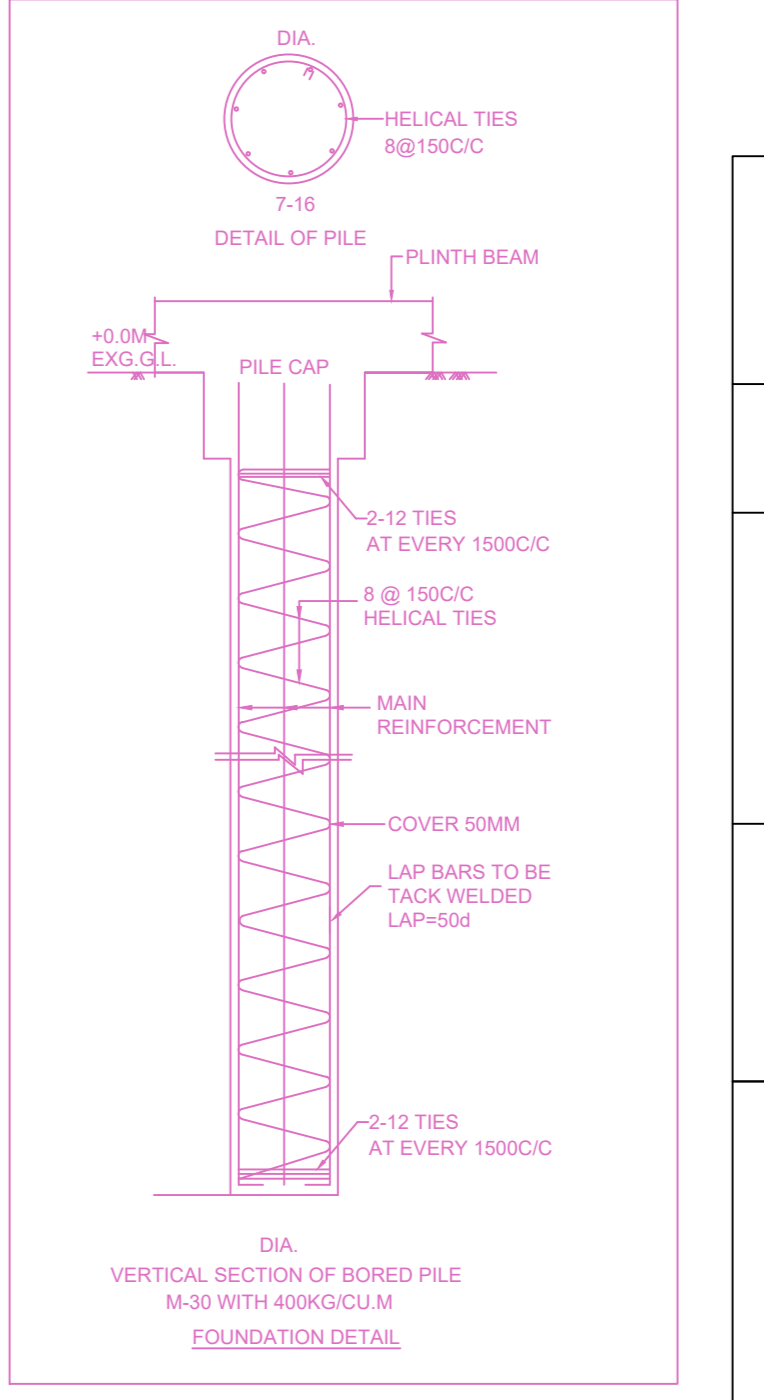 DIA.
HELICAL TIES
8@150C/C
7-16
DETAIL OF PILE
PLINTH BEAM
+0.0M
EXG.G.L.
PILE CAP
2-12 TIES
AT EVERY 1500C/C
8 @ 150C/C
HELICAL TIES
MAIN
REINFORCEMENT
COVER 50MM
LAP BARS TO BE
TACK WELDED
LAP=50d
2-12 TIES
AT EVERY 1500C/C
DIA.
VERTICAL SECTION OF BORED PILE
M-30 WITH 400KG/CU.M
FOUNDATION DETAIL